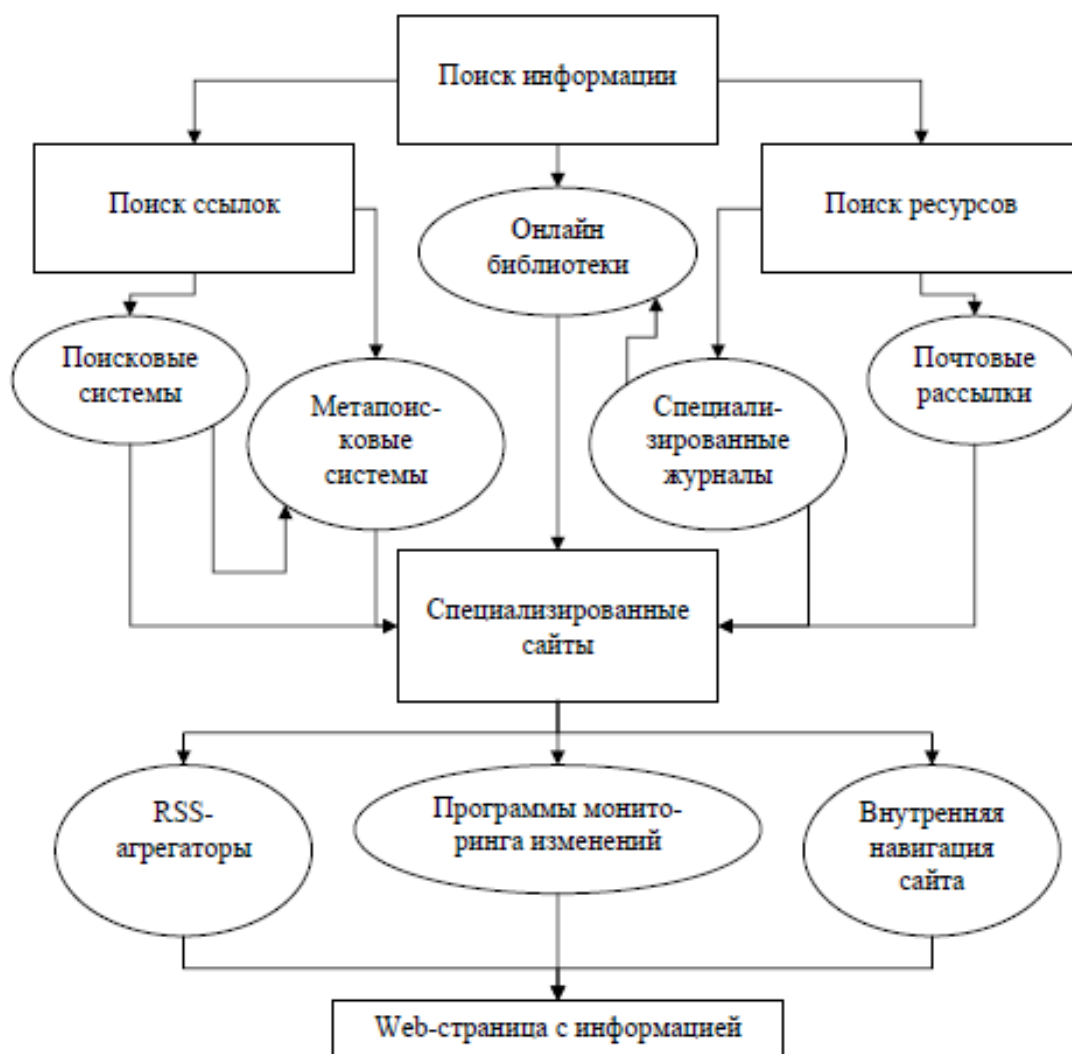 Поиск информации
Поиск ссылок
Онлайн
библиотеки
Поиск ресурсов
Поисковые
системы
Метапоис-
ковые
системы
Специали-
зированные
журналы
Почтовые
рассылки
Специализированные
сайты
RSS-
агрегаторы
Программы монито-
ринга изменений
Внутренняя
навигация
сайта
Web-страница с информацией